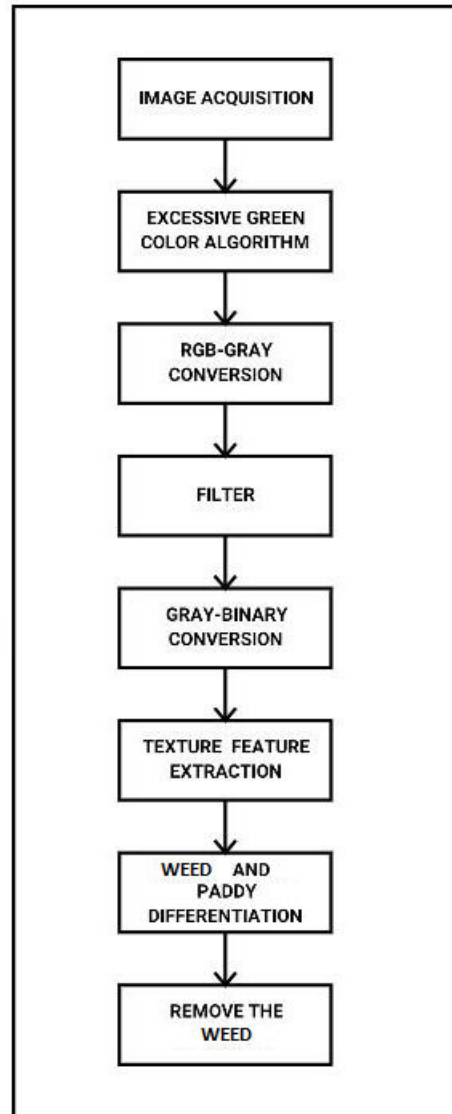 IMAGE ACQUISITION
EXCESSIVE GREEN
COLOR ALGORITHM
RGB-GRAY
CONVERSION
FILTER
GRAY-BINARY
CONVERSION
TEXTURE FEATURE
EXTRACTION
WEED AND
PADDY
DIFFERENTIATION
REMOVE THE
WEED